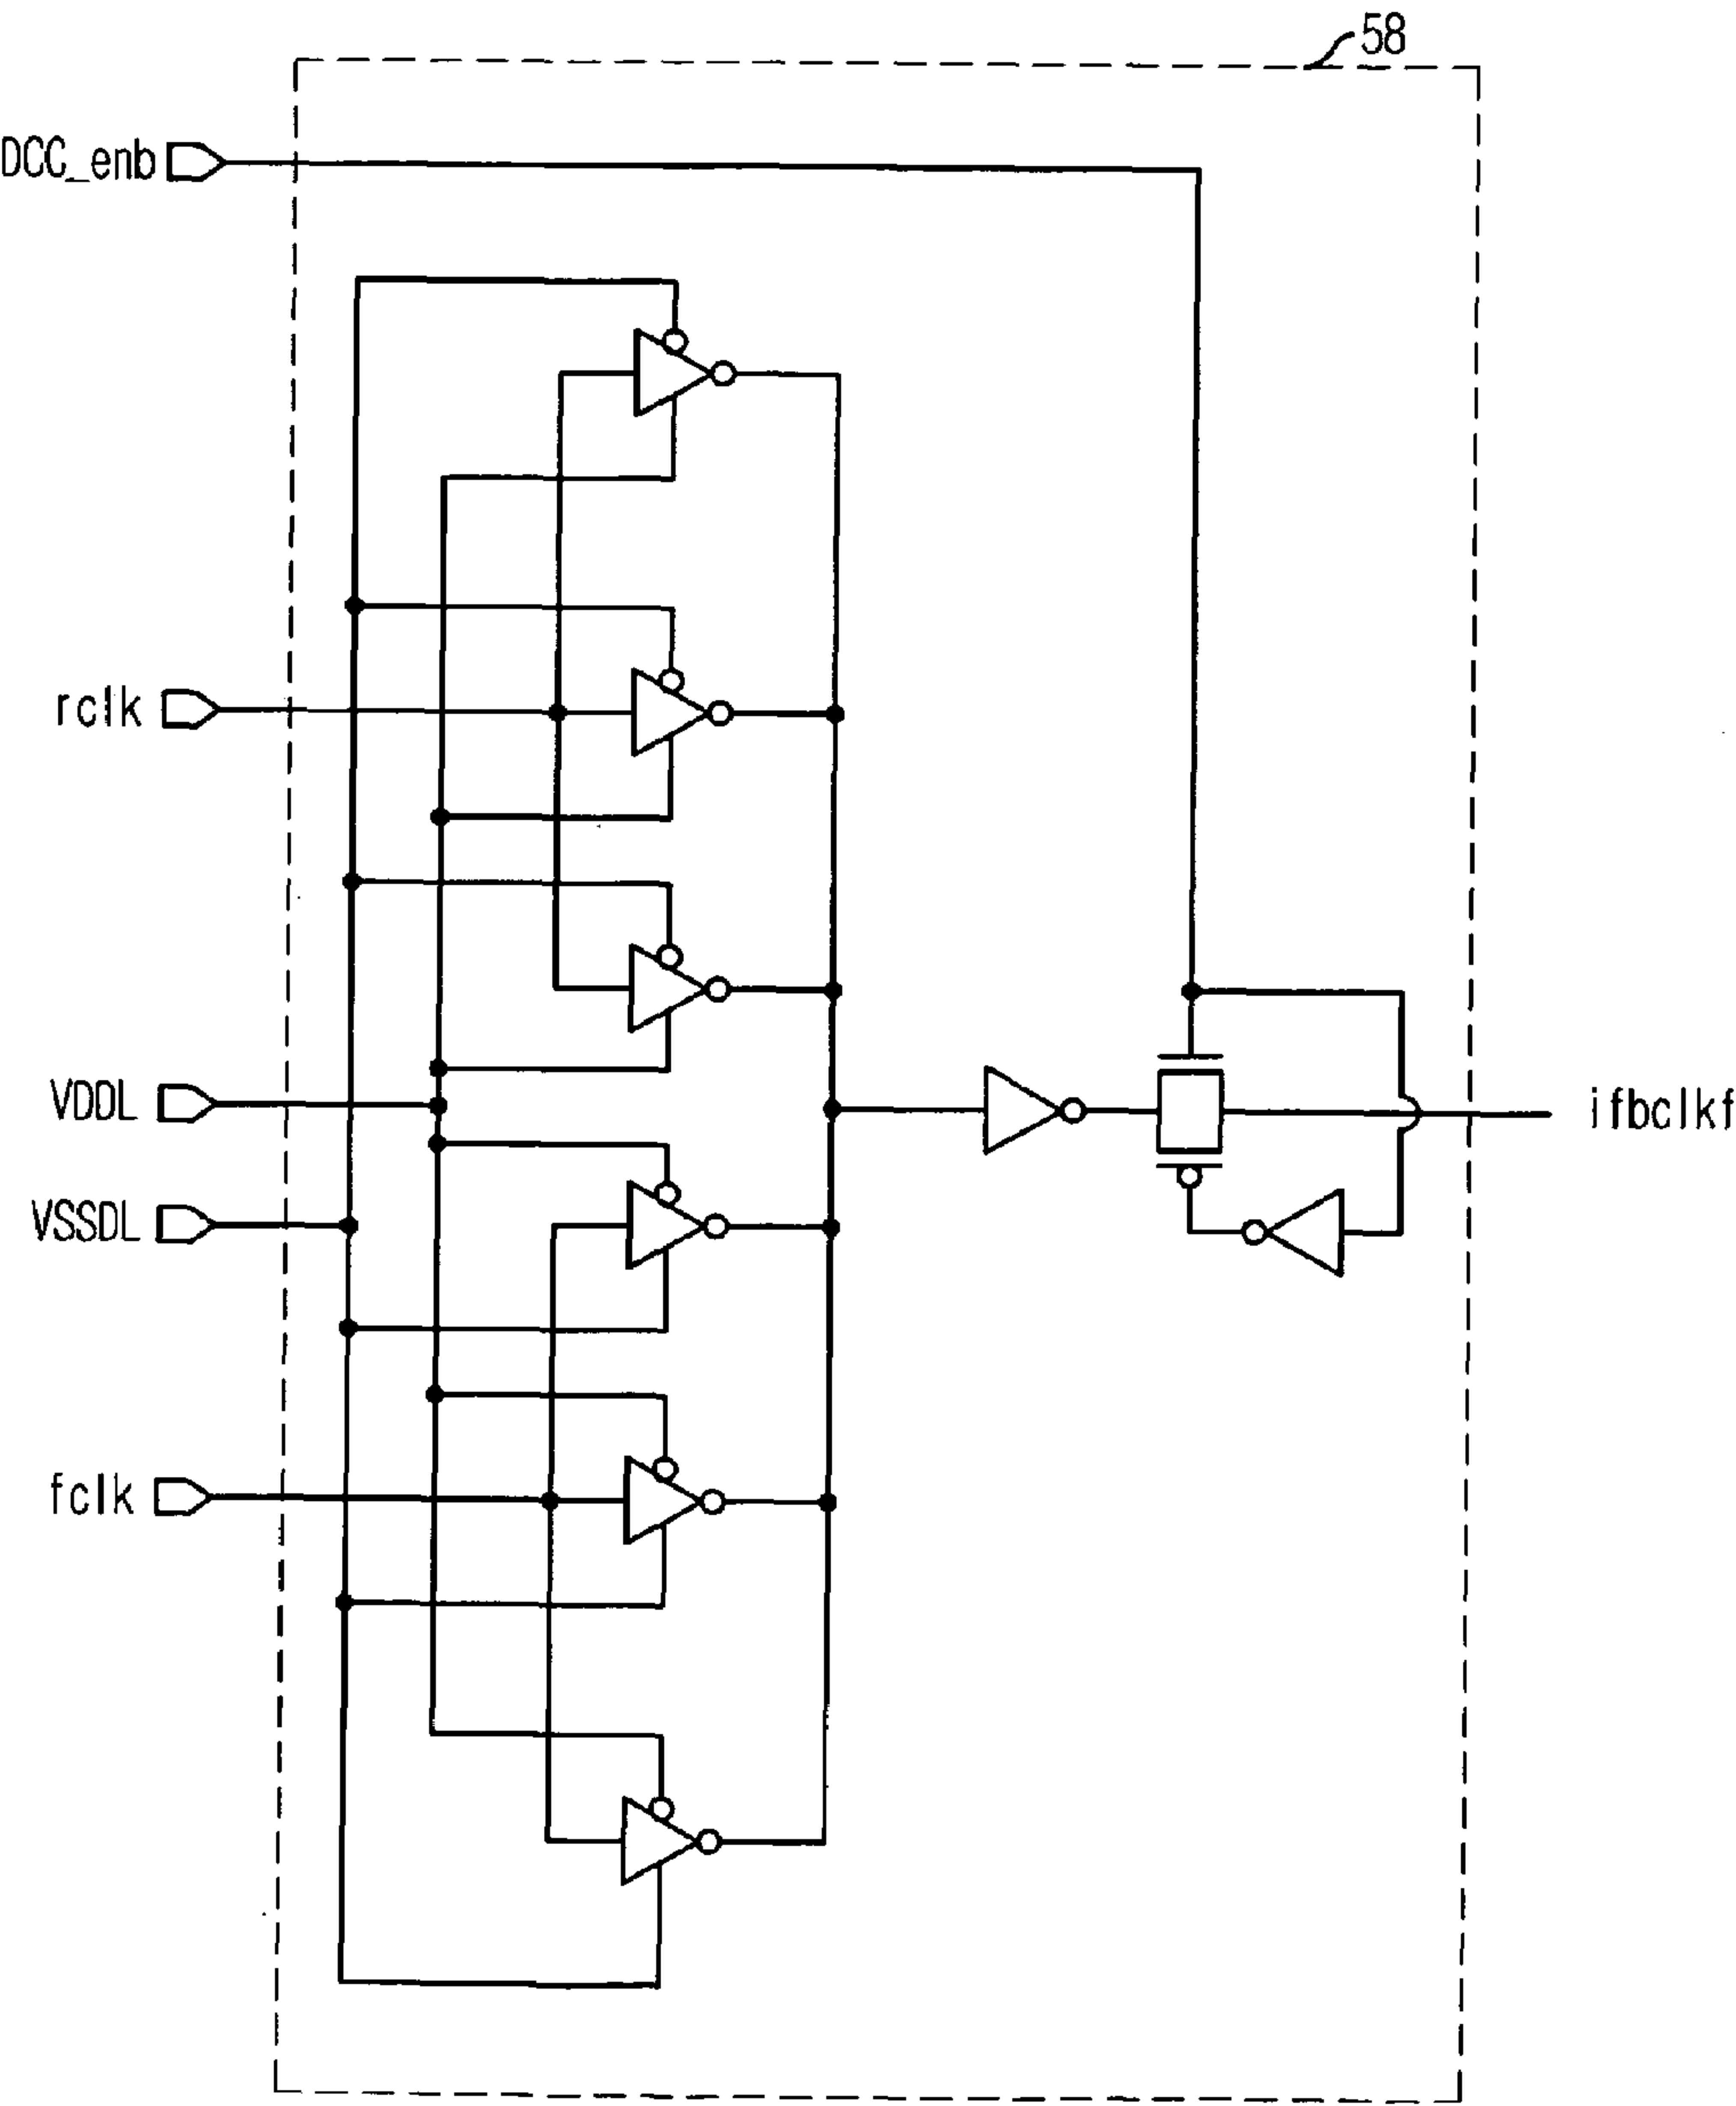 58
DCC_enb
rclk
VDDL
ifbclkf
VSSDL
fclk